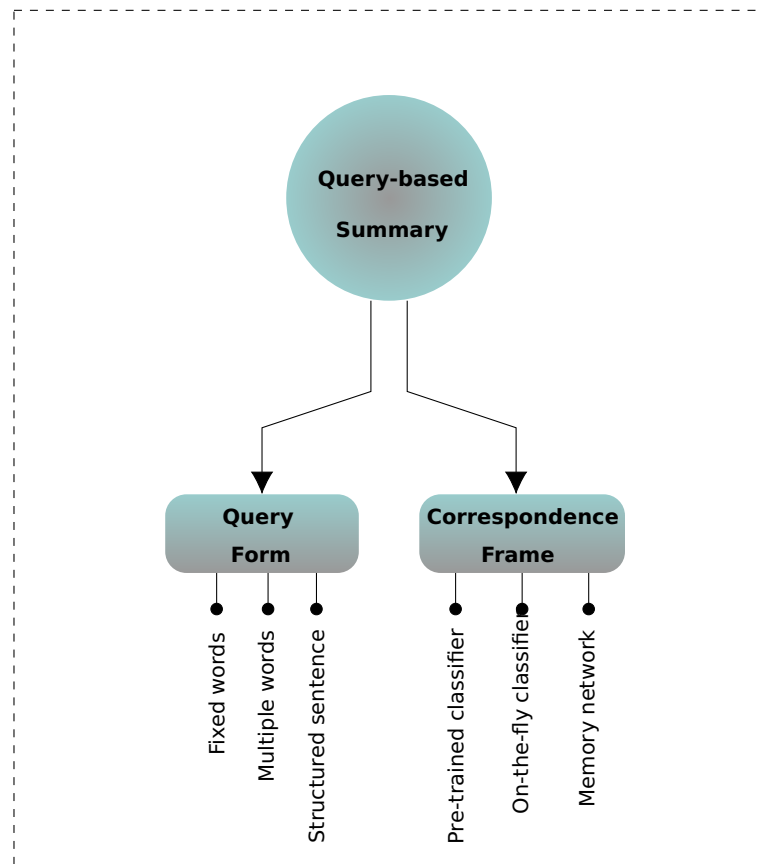 Query-based
Summary
Query
Form
Correspondence
Frame
Fixed words
Multiple words
Structured sentence
Pre-trained classifier
On-the-fly classifier
Memory network